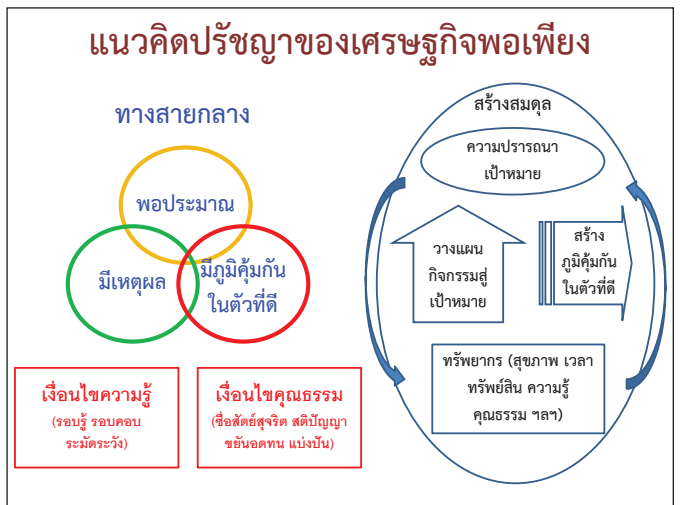 แนวคิดปรัชญาของเศรษฐกิจพอเพียง
ทางสายกลาง
พอประมาณ
มีเหตุผล
มีภูมิคุ้มกัน
ในตัวที่ดี
เงื่อนไขความรู้
(รอบรู้ รอบคอบ
ระมัดระวัง)
เงื่อนไขคุณธรรม
(ซื่อสัตย์สุจริต สติปัญญา
ขยันอดทน แบ่งปัน)
สร้างสมดุล
ความปรารถนา
เป้าหมาย
วางแผน
กิจกรรมสู่
เป้าหมาย
สร้าง
ภูมิคุ้มกัน
ในตัวที่ดี
ทรัพยากร (สุขภาพ เวลา
ทรัพย์สิน ความรู้
คุณธรรม ฯลฯ)